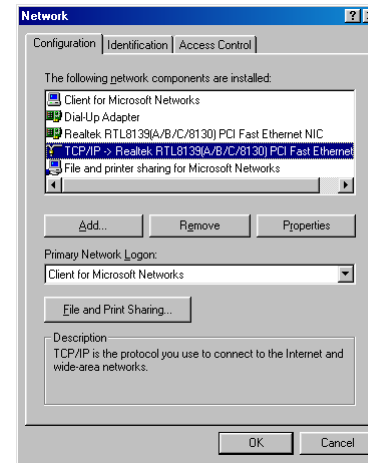 Network
Configuration Identification Access Control
The following network components are installed:
Client for Microsoft Networks
Dial-Up Adapter
Realtek RTL8139(A/B/C/8130) PCI Fast Ethernet NIC
TCP/IP -> Realtek RTL8139(A/B/C/8130) PCI Fast Ethernet
File and printer sharing for Microsoft Networks
Add... Remove Properties
Primary Network Logon:
Client for Microsoft Networks
File and Print Sharing...
Description
TCP/IP is the protocol you use to connect to the Internet and
wide-area networks.
OK Cancel